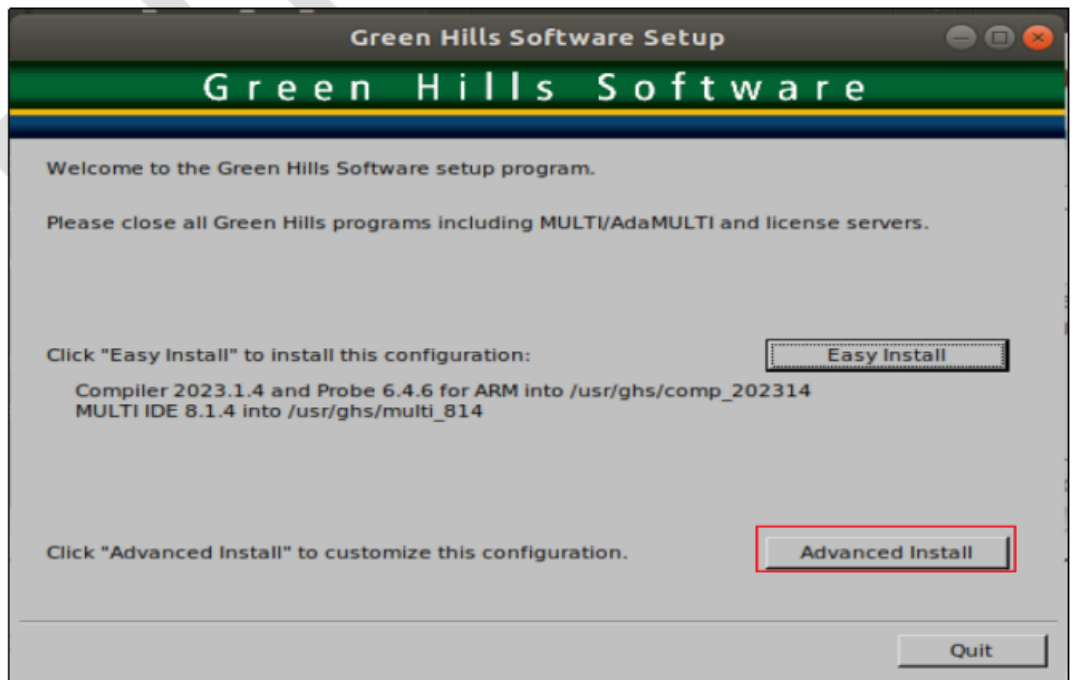 Green Hills Software Setup
Green Hills Software
Welcome to the Green Hills Software setup program.
Please close all Green Hills programs including MULTI/AdaMULTI and license servers.
Click "Easy Install" to install this configuration:
Easy Install
Compiler 2023.1.4 and Probe 6.4.6 for ARM into /usr/ghs/comp_202314
MULTI IDE 8.1.4 into /usr/ghs/multi_814
Click "Advanced Install" to customize this configuration.
Advanced Install
Quit